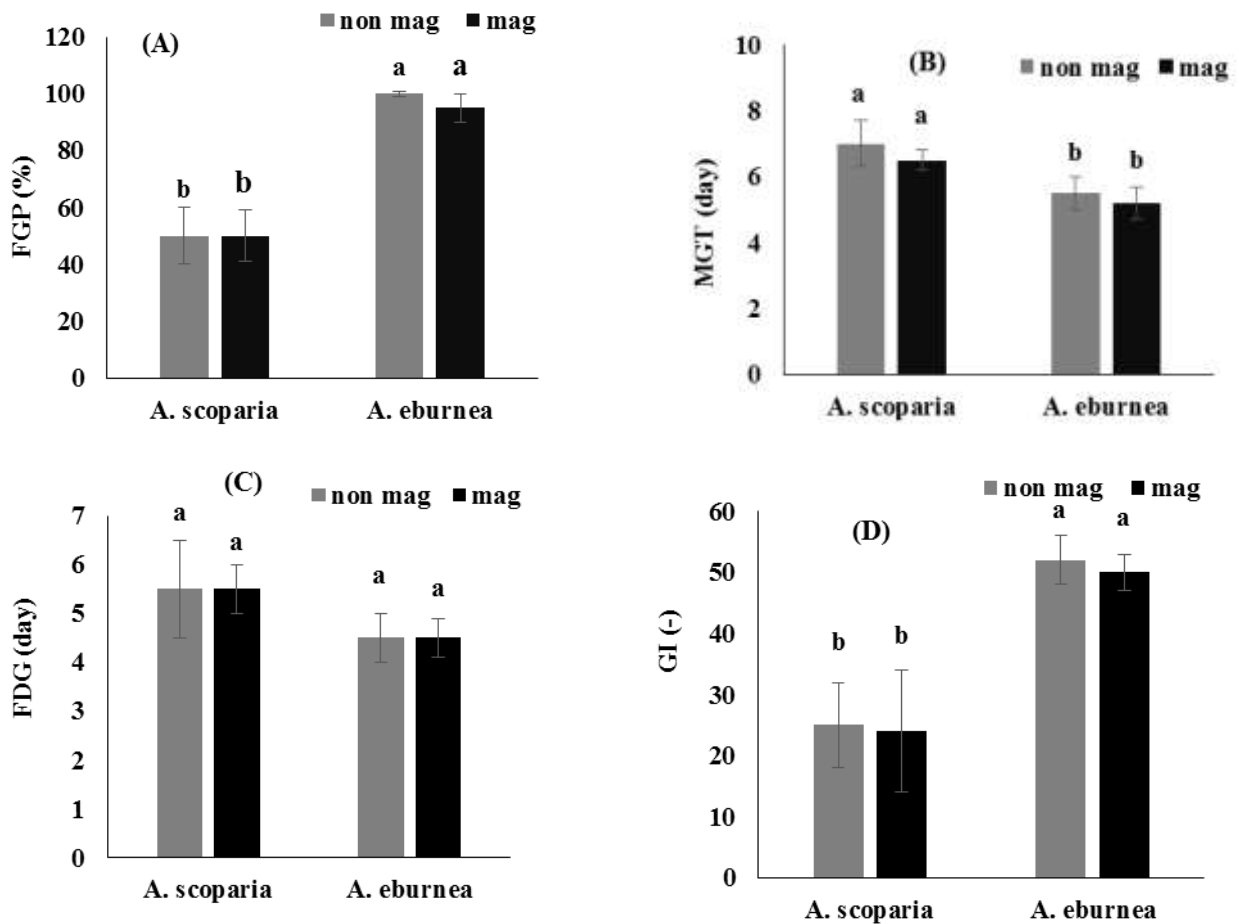 (A)
non mag mag
FGP (%)
120
100
80
60
40
20
0
b b a a
A. scoparia A. eburnea
(B)
non mag mag
MGT (day)
10
8
6
4
2
0
a a b b
A. scoparia A. eburnea
(C)
non mag mag
FDG (day)
7
6
5
4
3
2
1
0
a a a a
A. scoparia A. eburnea
(D)
non mag mag
GI (-)
60
50
40
30
20
10
0
b b a a
A. scoparia A. eburnea